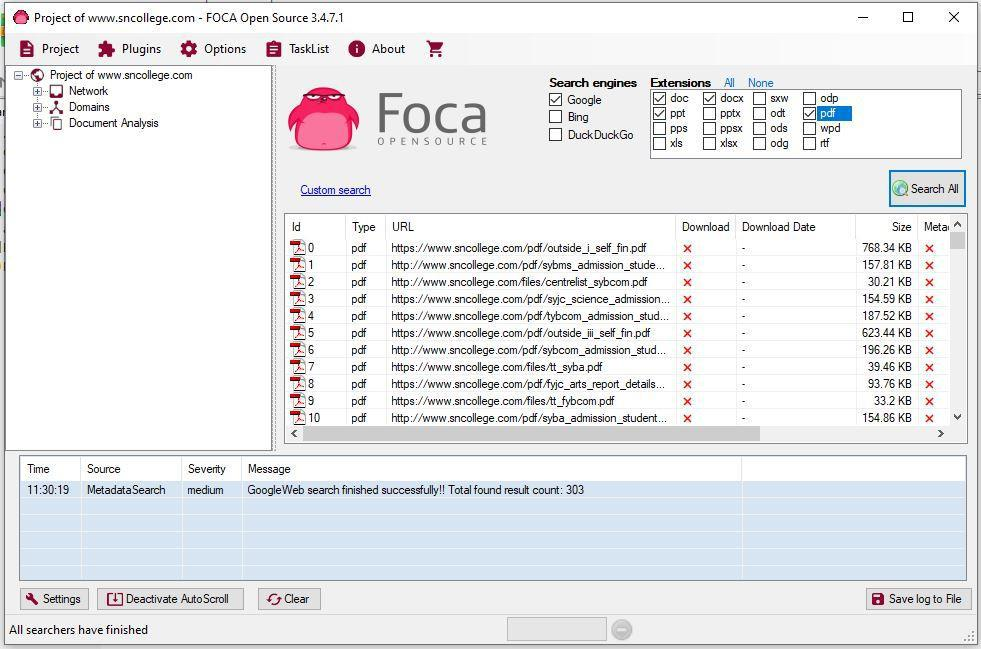 Project of www.sncollege.com - FOCA Open Source 3.4.7.1
Project Plugins Options TaskList About
Project of www.sncollege.com
Network
Domains
Document Analysis
Foca
OPENSOURCE
Search engines
Google
Bing
DuckDuckGo
Extensions All None
doc docx sxw odp
ppt pptx odt pdf
pps ppsx ods wpd
xls xlsx odg rtf
Custom search
Search All
Id Type URL Download Download Date Size Metac
0 pdf https://www.sncollege.com/pdf/outside_i_self_fin.pdf - 768.34 KB
1 pdf http://www.sncollege.com/pdf/sybms_admission_stude... - 157.81 KB
2 pdf http://www.sncollege.com/files/centrelist_sybcom.pdf - 30.21 KB
3 pdf http://www.sncollege.com/pdf/syjc_science_admission... - 154.59 KB
4 pdf http://www.sncollege.com/pdf/tybcom_admission_stud... - 187.52 KB
5 pdf https://www.sncollege.com/pdf/outside_iii_self_fin.pdf - 623.44 KB
6 pdf http://www.sncollege.com/pdf/sybcom_admission_stud... - 196.26 KB
7 pdf https://www.sncollege.com/files/tt_syba.pdf - 39.46 KB
8 pdf https://www.sncollege.com/pdf/fyjc_arts_report_details... - 93.76 KB
9 pdf https://www.sncollege.com/files/tt_fybcom.pdf - 33.2 KB
10 pdf http://www.sncollege.com/pdf/syba_admission_student... - 154.86 KB
Time Source Severity Message
11:30:19 MetadataSearch medium GoogleWeb search finished successfully!! Total found result count: 303
Settings Deactivate AutoScroll Clear Save log to File
All searchers have finished